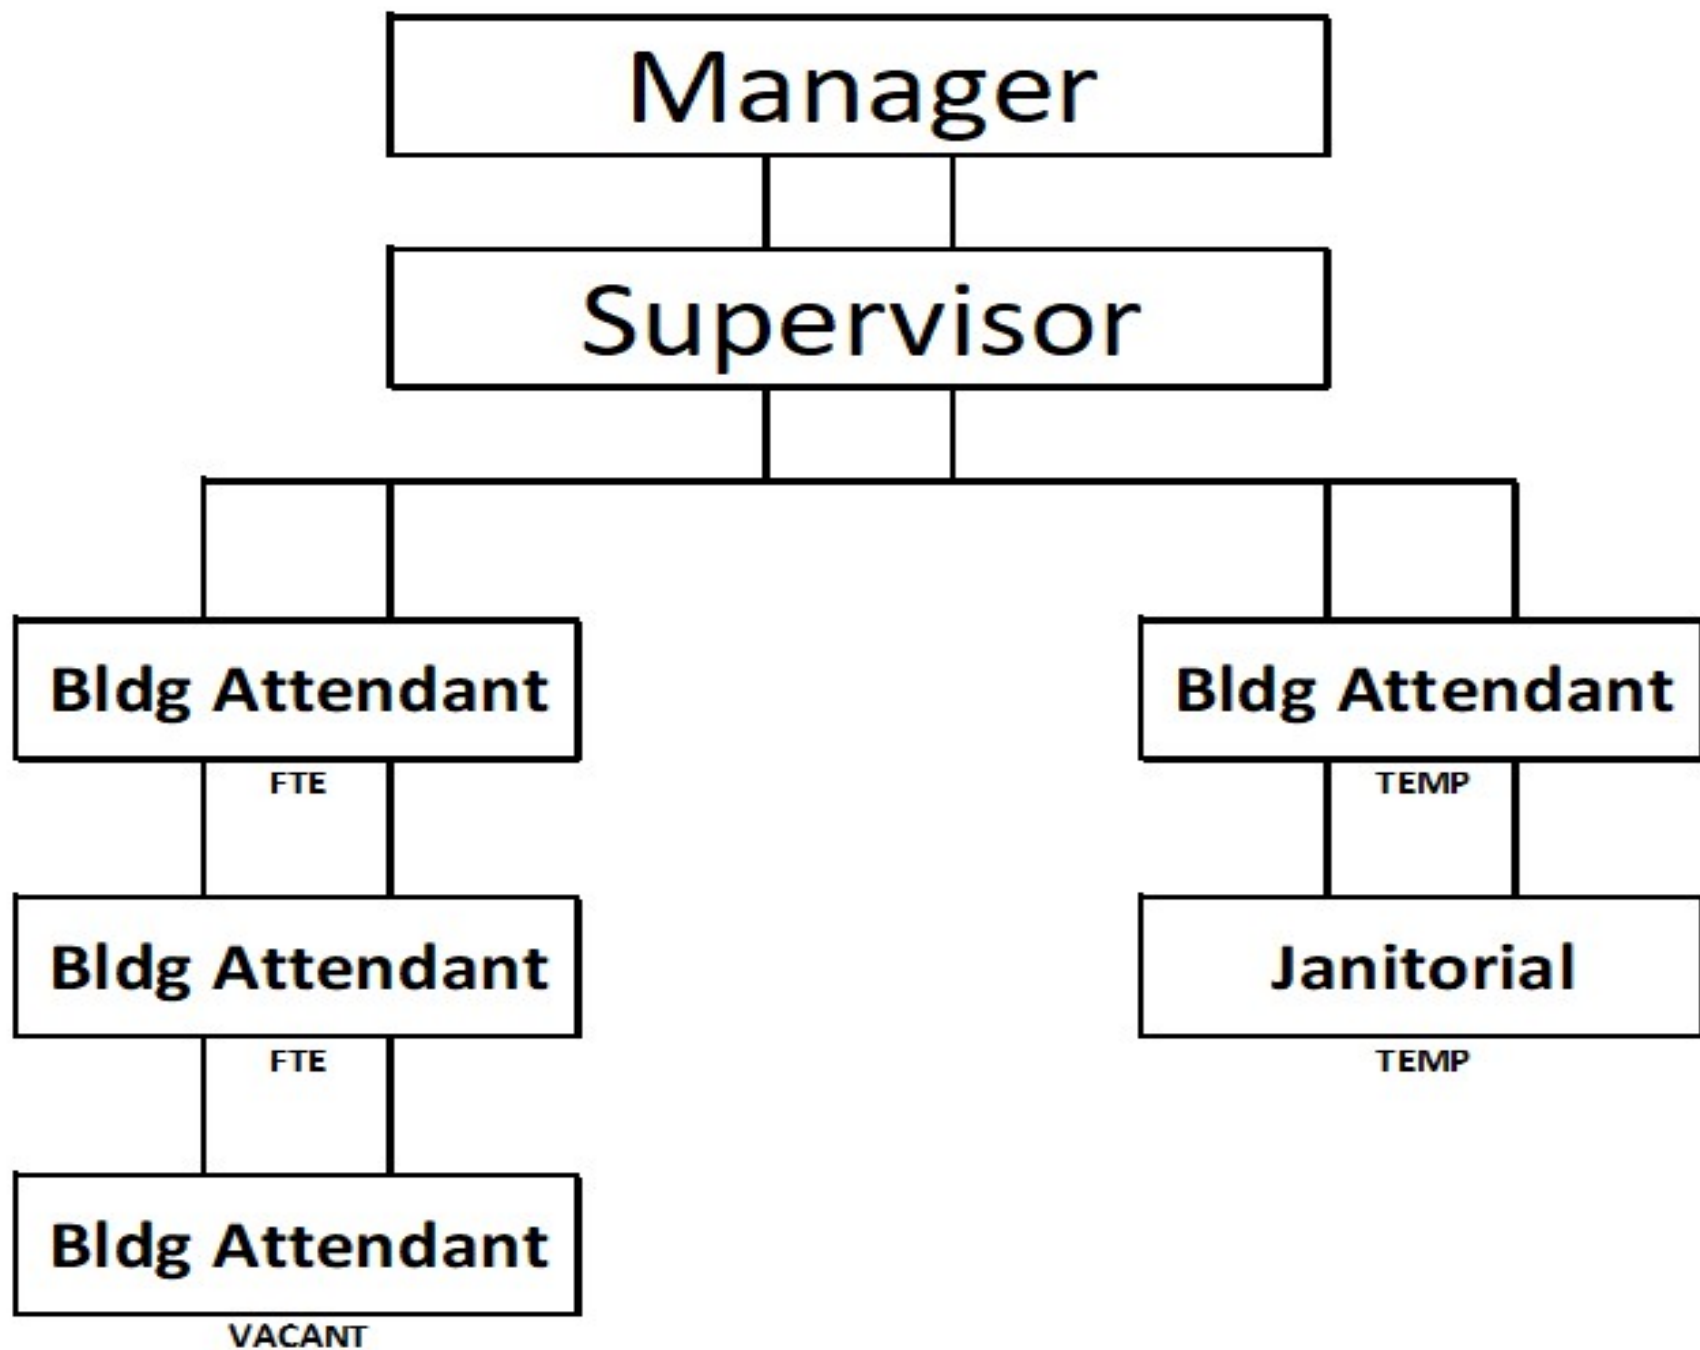 Manager
Supervisor
Bldg Attendant
FTE
Bldg Attendant
FTE
Bldg Attendant
VACANT
Bldg Attendant
TEMP
Janitorial
TEMP